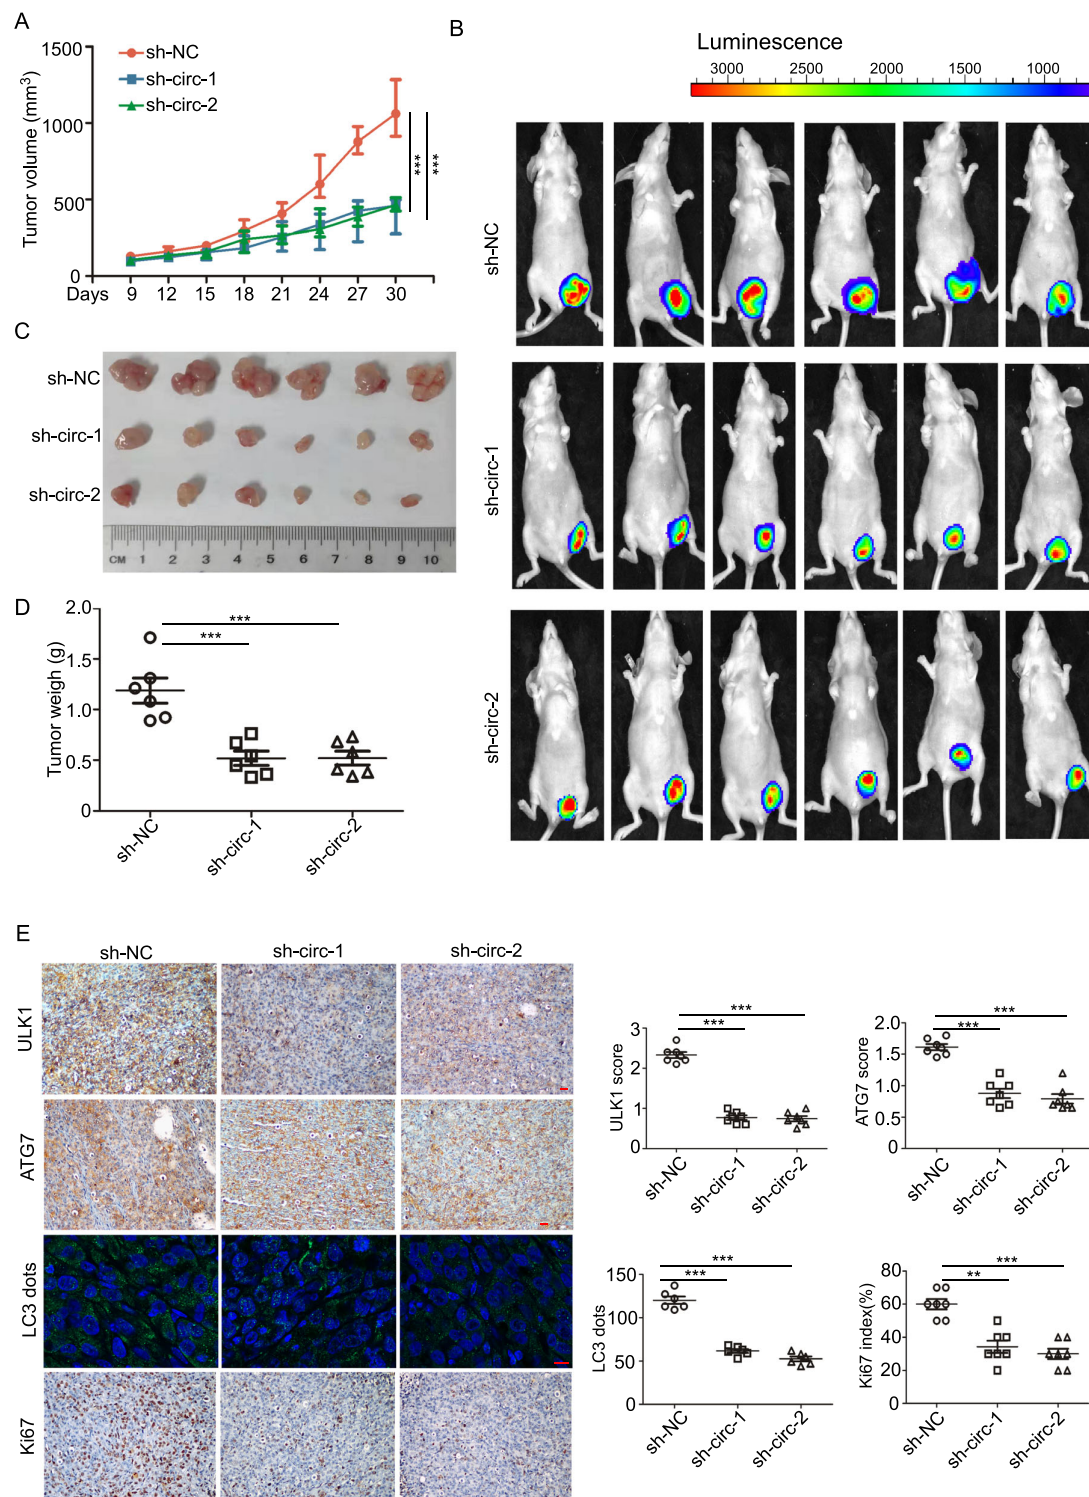 A
1500
1000
500
0
Tumor volume (mm³)
sh-NC
sh-circ-1
sh-circ-2
***
***
Days 9 12 15 18 21 24 27 30
B
Luminescence
3000 2500 2000 1500 1000
sh-NC
sh-circ-1
sh-circ-2
C
sh-NC
sh-circ-1
sh-circ-2
CM 1 2 3 4 5 6 7 8 9 10
D
2.0
1.5
1.0
0.5
0
Tumor weigh (g)
***
***
sh-NC
sh-circ-1
sh-circ-2
E
sh-NC sh-circ-1 sh-circ-2
ULK1
ATG7
LC3 dots
Ki67
ULK1 score
3
2
1
0
***
***
sh-NC
sh-circ-1
sh-circ-2
ATG7 score
2.0
1.5
1.0
0.5
0
***
***
sh-NC
sh-circ-1
sh-circ-2
LC3 dots
150
100
50
0
***
***
sh-NC
sh-circ-1
sh-circ-2
Ki67 index(%)
80
60
40
20
0
***
**
sh-NC
sh-circ-1
sh-circ-2